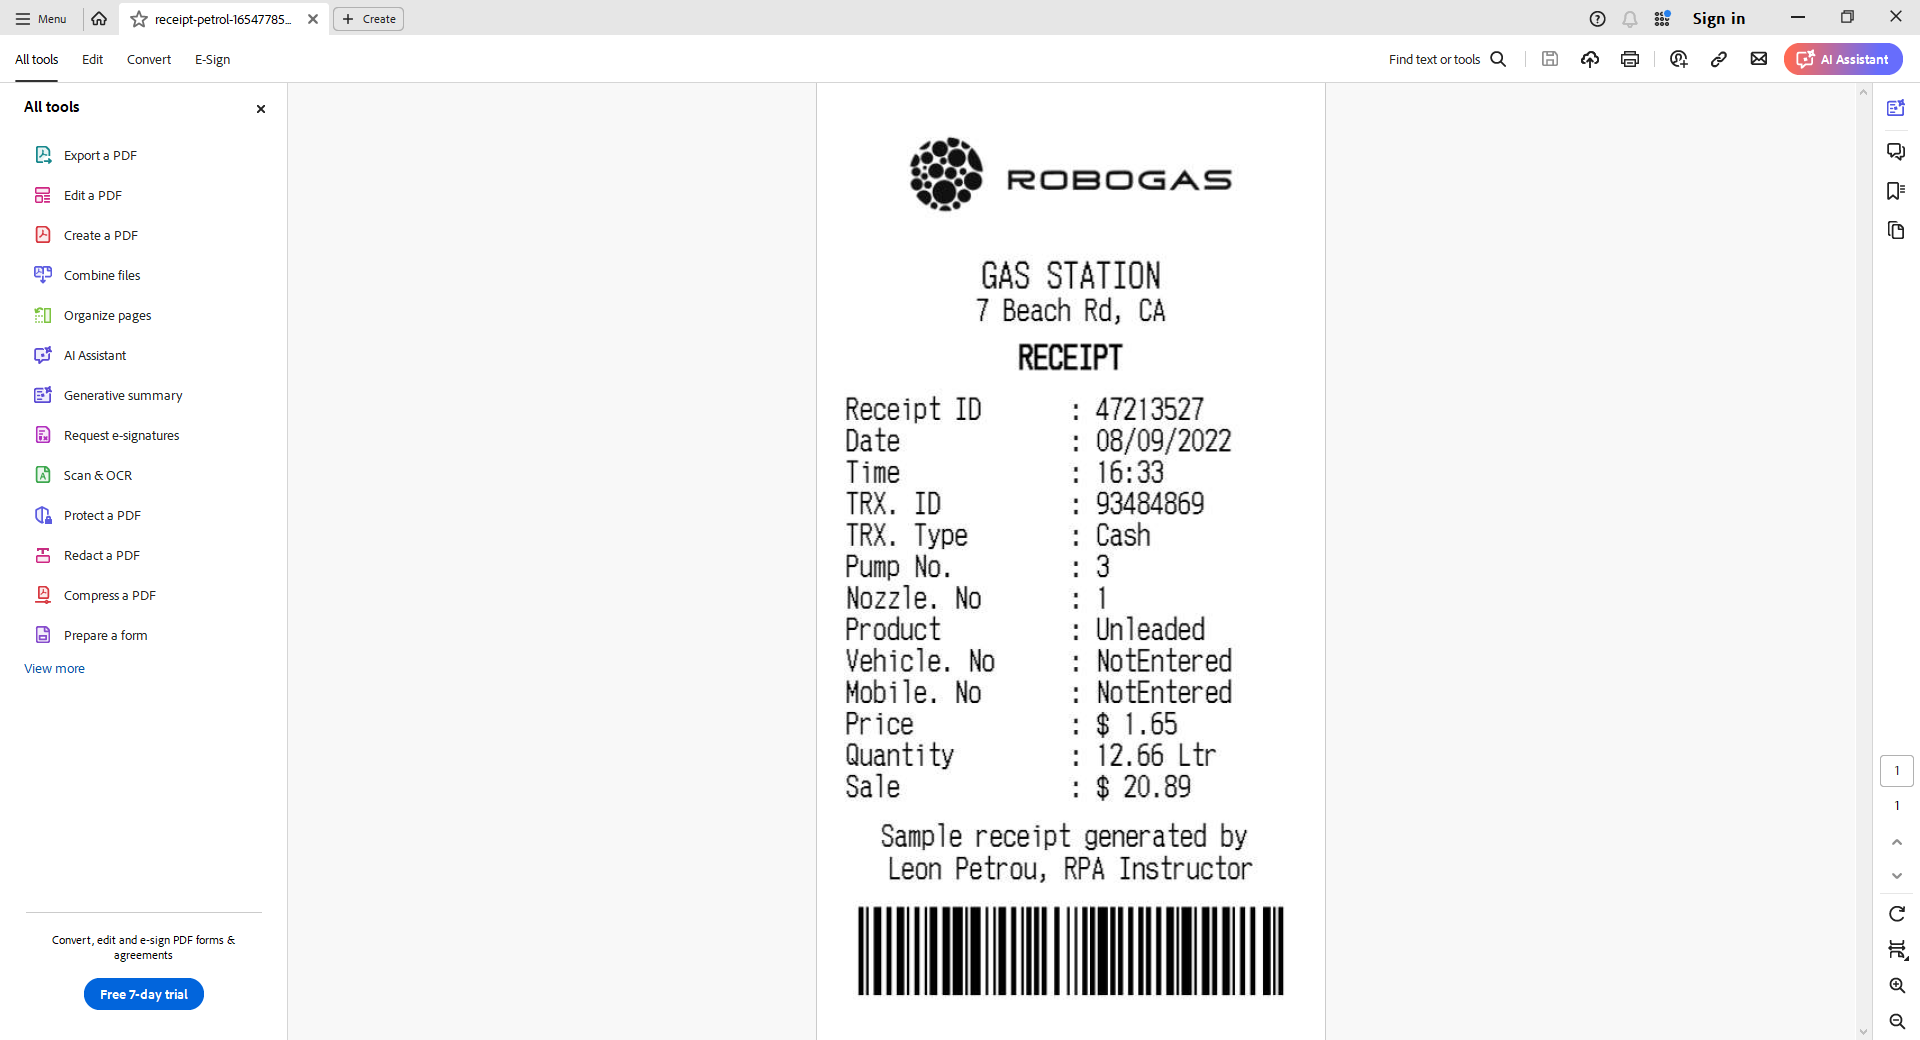 Menu
receipt-petrol-16547785...
Create
Sign in
All tools
Edit
Convert
E-Sign
Find text or tools
AI Assistant
All tools
Export a PDF
Edit a PDF
Create a PDF
Combine files
Organize pages
AI Assistant
Generative summary
Request e-signatures
Scan & OCR
Protect a PDF
Redact a PDF
Compress a PDF
Prepare a form
View more
Convert, edit and e-sign PDF forms &
agreements
Free 7-day trial
ROBOGAS
GAS STATION
7 Beach Rd, CA
RECEIPT
Receipt ID : 47213527
Date : 08/09/2022
Time : 16:33
TRX. ID : 93484869
TRX. Type : Cash
Pump No. : 3
Nozzle. No : 1
Product : Unleaded
Vehicle. No : NotEntered
Mobile. No : NotEntered
Price : $ 1.65
Quantity : 12.66 Ltr
Sale : $ 20.89
Sample receipt generated by
Leon Petrou, RPA Instructor
1
1